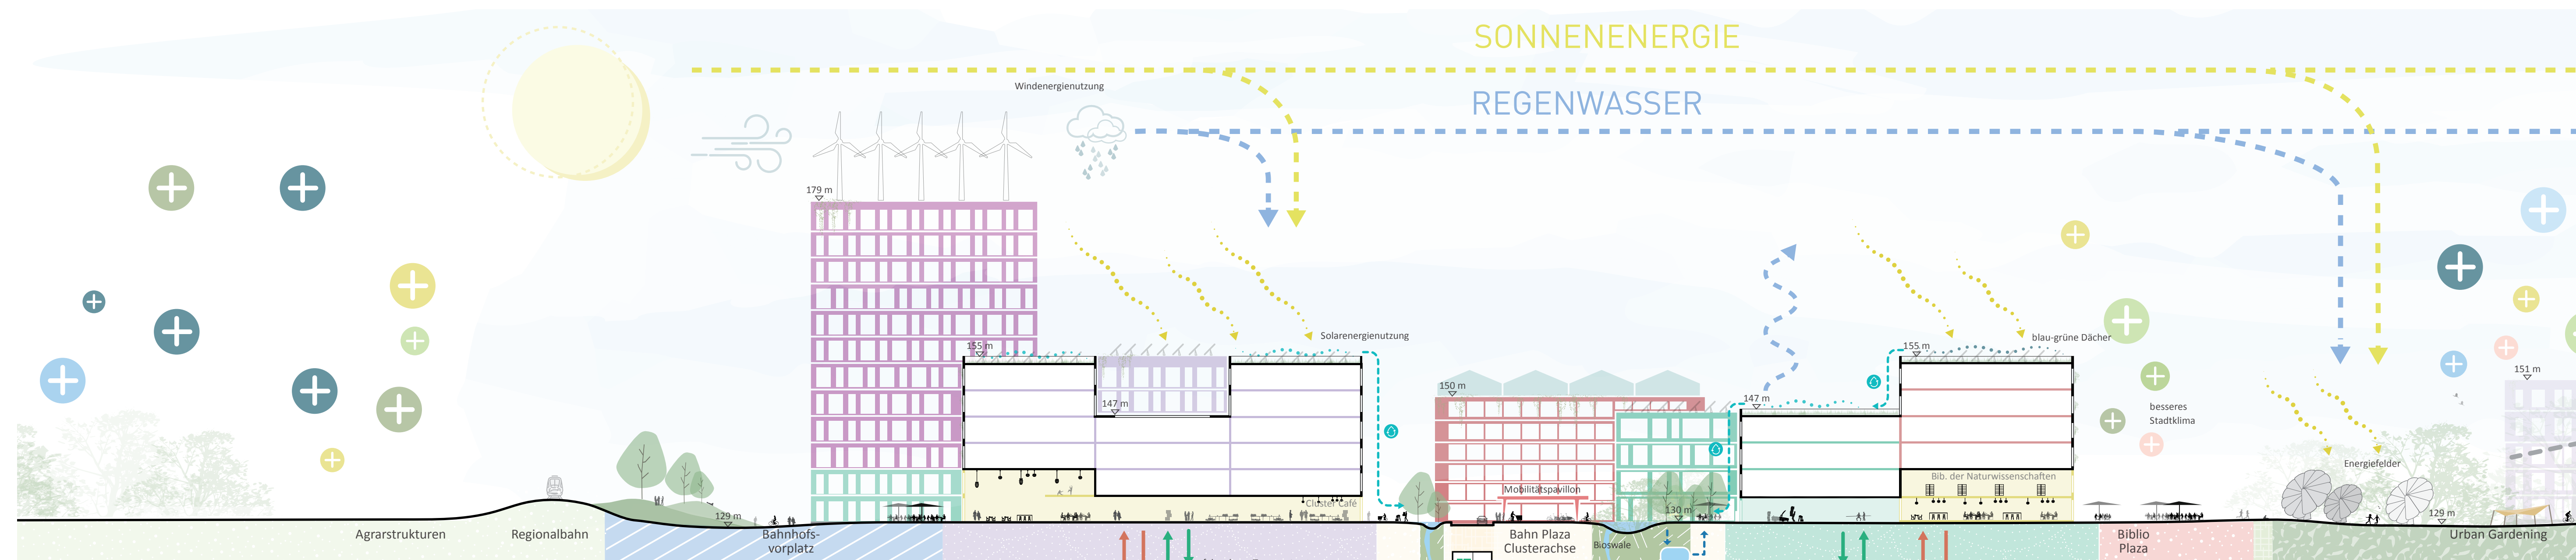 SONNENENERGIE
Windenergienutzung
REGENWASSER
179 m
Solarenergienutzung
155 m
155 m
blau-grüne Dächer
151 m
150 m
147 m
147 m
besseres
Stadtklima
Energiefelder
Bib. der Naturwissenschaften
Mobilitätspavillon
Cluster Café
129 m
130 m
129 m
Agrarstrukturen
Regionalbahn
Bahnhofs-
vorplatz
Bahn Plaza
Clusterachse
Bioswale
Biblio
Plaza
Urban Gardening